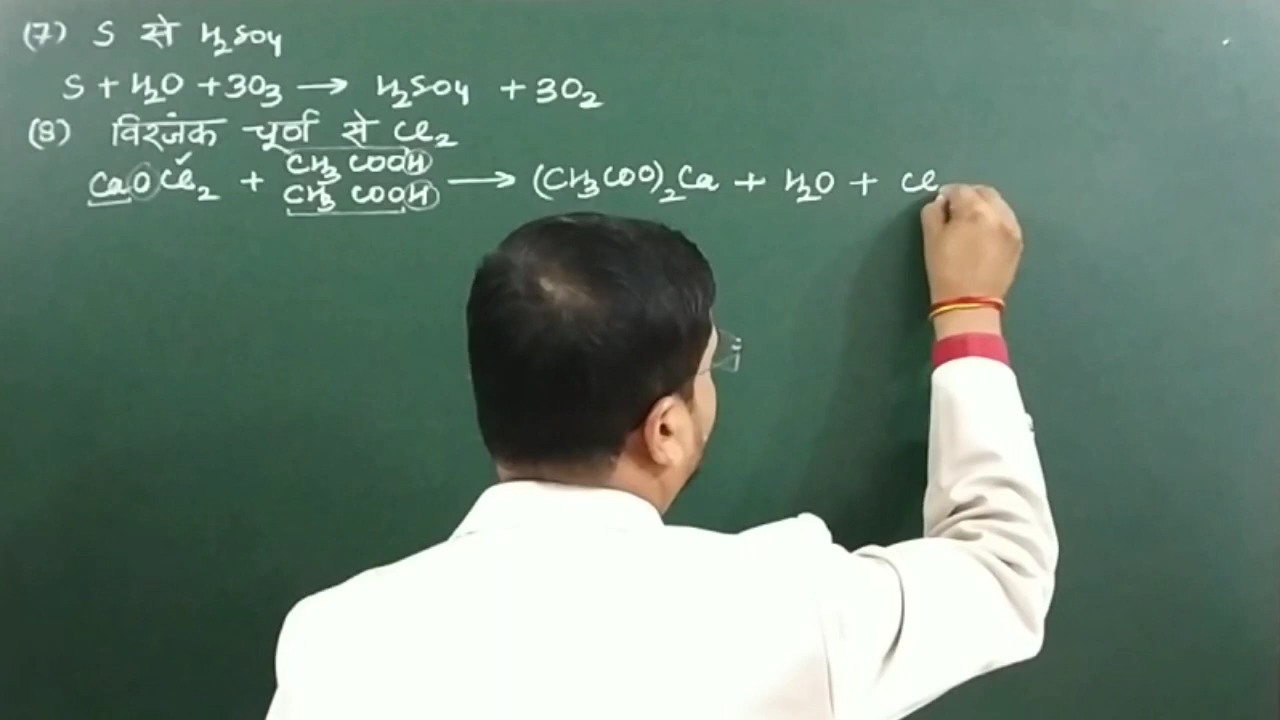 (7) S से H₂SO₄
S + H₂O + 3O₃ ⟶ H₂SO₄ + 3O₂
(8) विरंजक चूर्ण से Cl₂
CaOCl₂ + CH₃COOH
CH₃COOH ⟶ (CH₃COO)₂Ca + H₂O + Cl